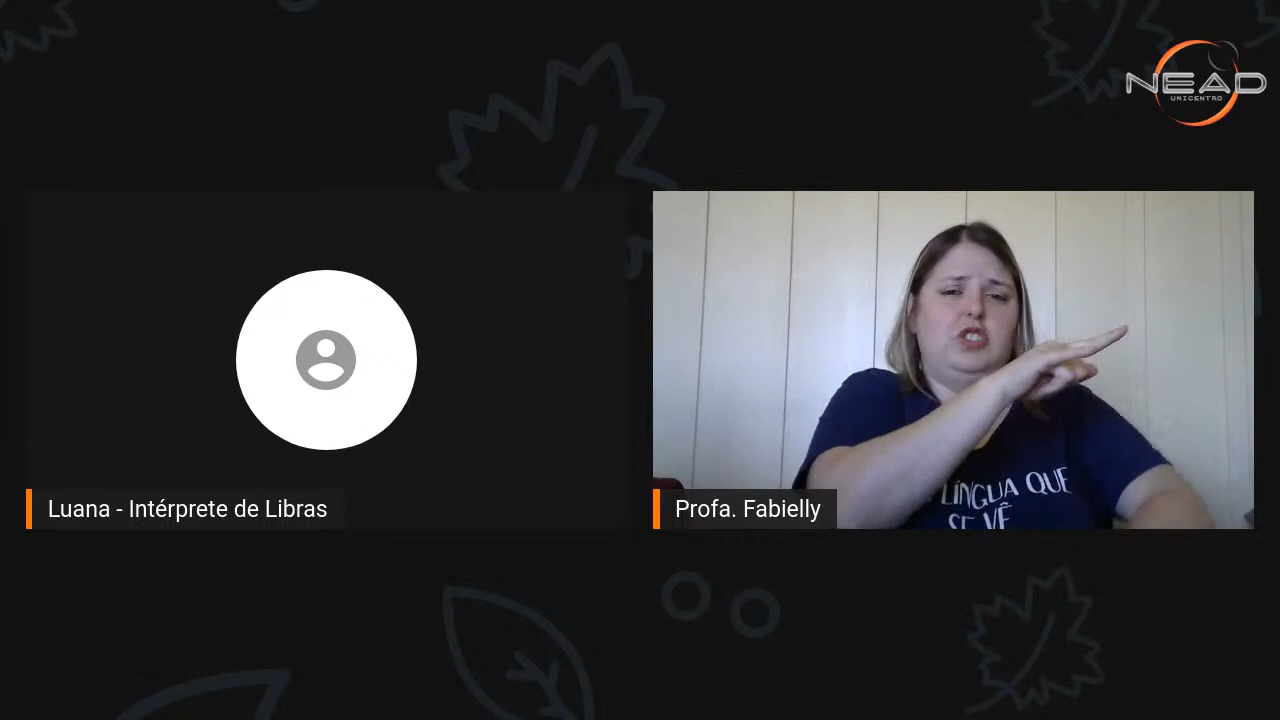 NEAD
UNICENTRO
LÍNGUA QUE
SE VÊ
Luana - Intérprete de Libras
Profa. Fabielly